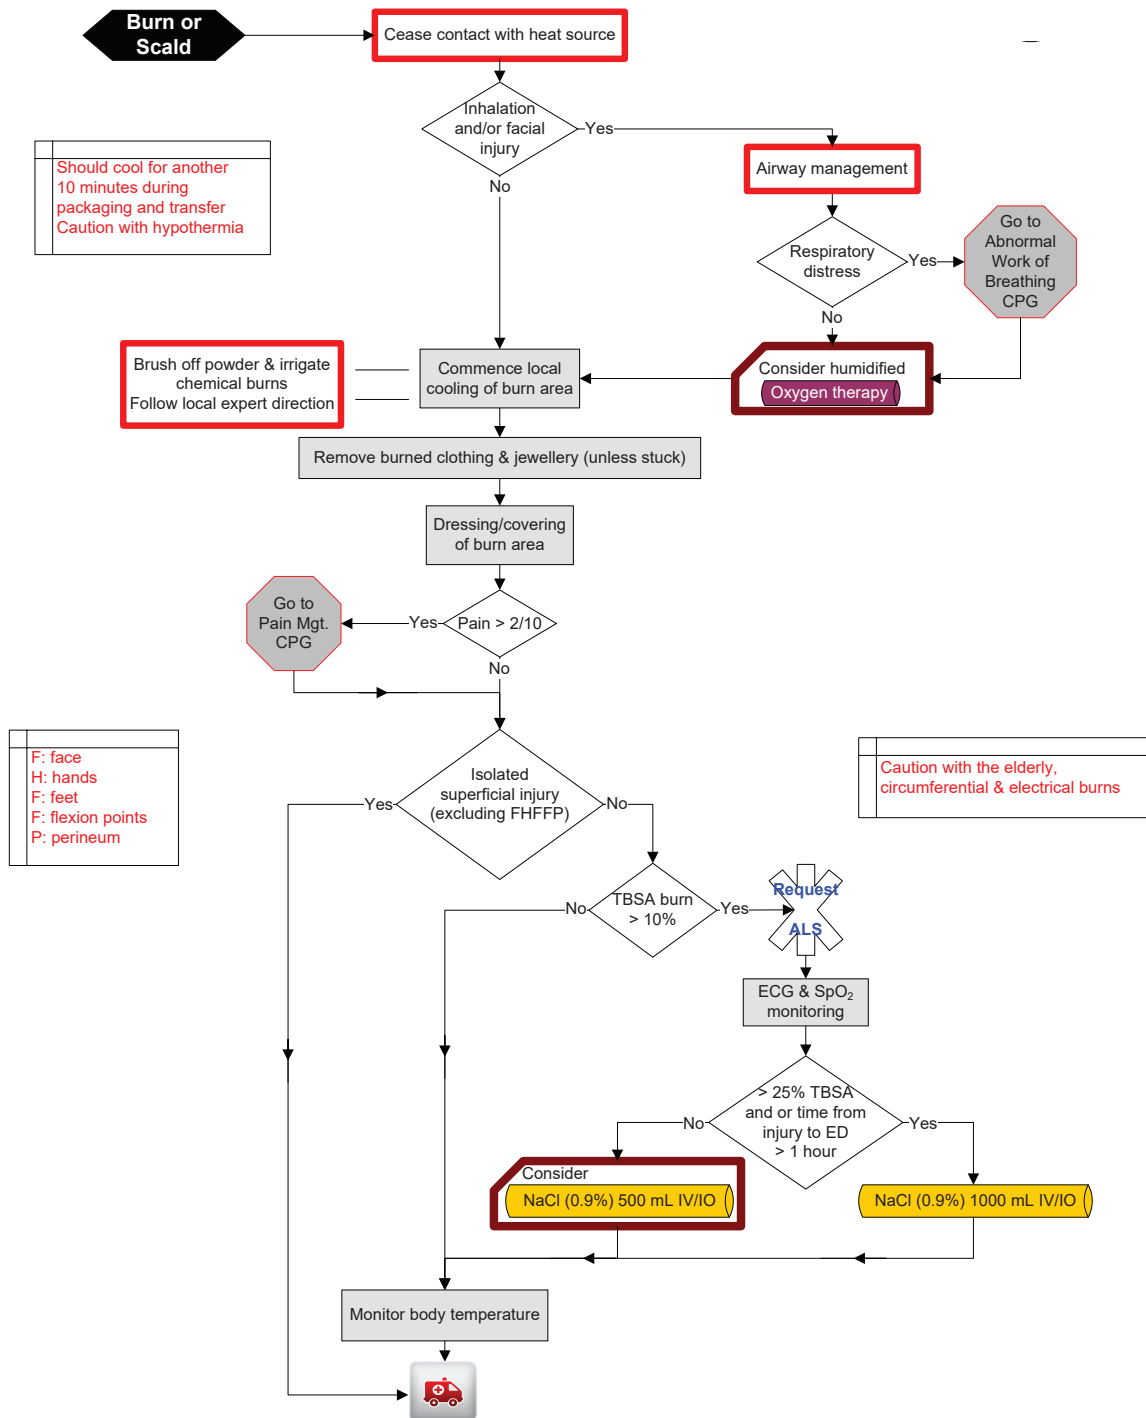 Burn or
Scald
Cease contact with heat source
Inhalation
and/or facial
injury
Yes
No
Should cool for another
10 minutes during
packaging and transfer
Caution with hypothermia
Airway management
Respiratory
distress
Yes
No
Go to
Abnormal
Work of
Breathing
CPG
Brush off powder & irrigate
chemical burns
Follow local expert direction
Commence local
cooling of burn area
Consider humidified
Oxygen therapy
Remove burned clothing & jewellery (unless stuck)
Dressing/covering
of burn area
Go to
Pain Mgt.
CPG
Yes
Pain > 2/10
No
F: face
H: hands
F: feet
F: flexion points
P: perineum
Yes
Isolated
superficial injury
(excluding FHFFP)
No
Caution with the elderly,
circumferential & electrical burns
No
TBSA burn
> 10%
Yes
Request
ALS
ECG & SpO₂
monitoring
> 25% TBSA
and or time from
injury to ED
> 1 hour
No
Yes
Consider
NaCl (0.9%) 500 mL IV/IO
NaCl (0.9%) 1000 mL IV/IO
Monitor body temperature